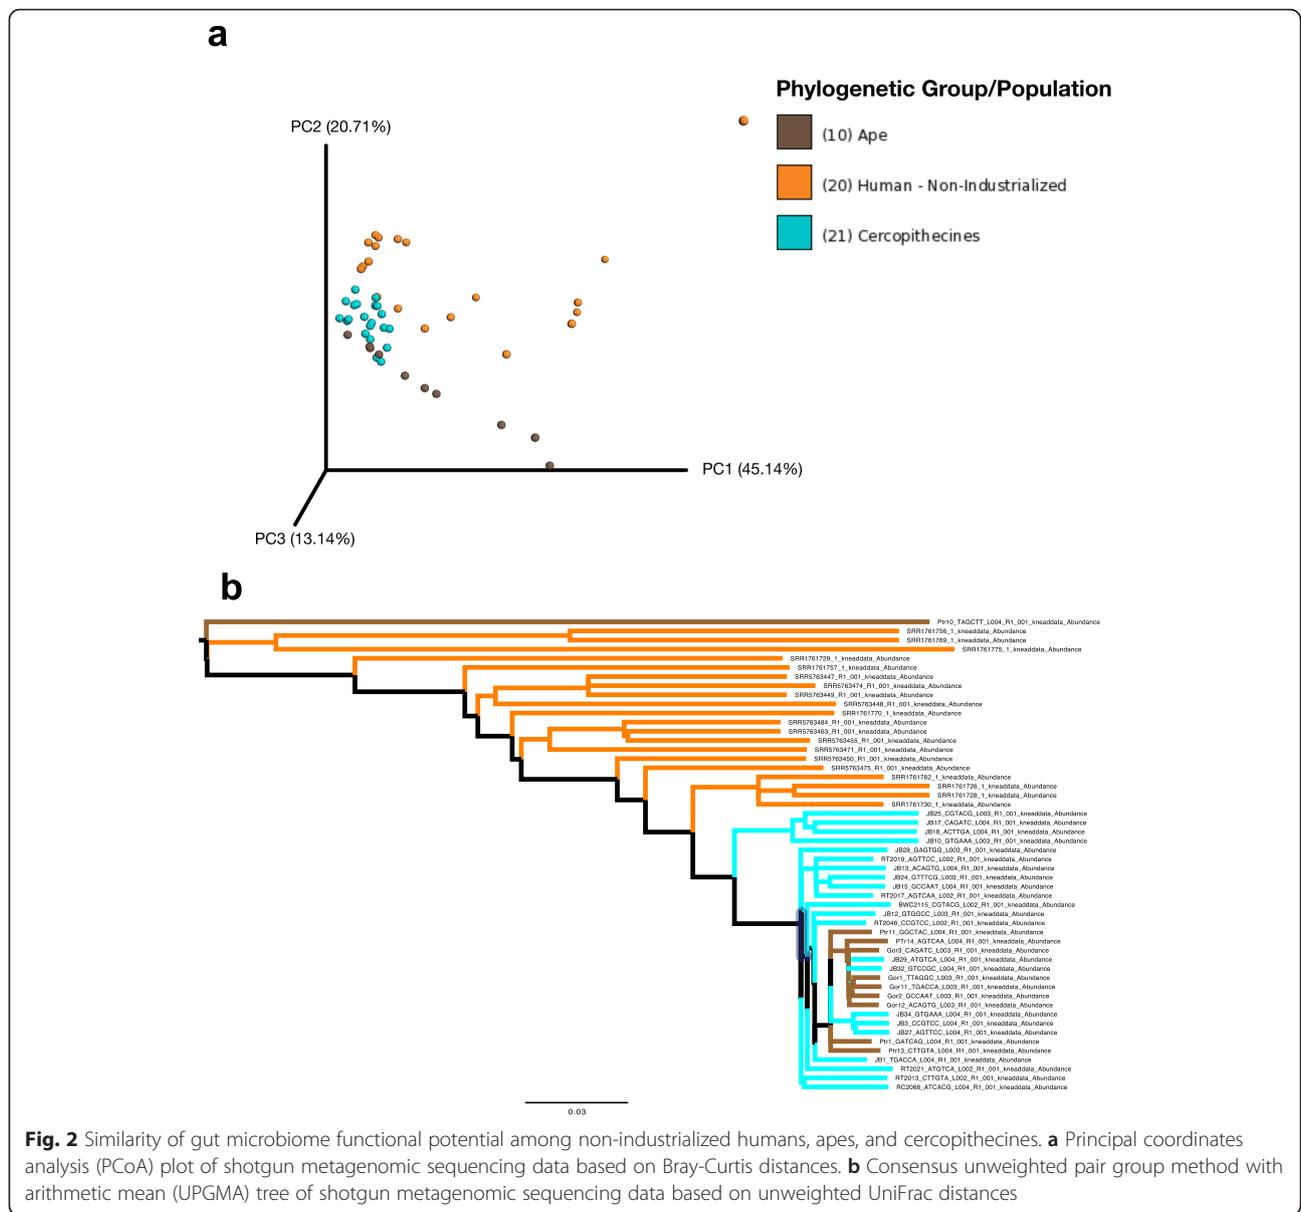 a
Phylogenetic Group/Population
PC2 (20.71%)
(10) Ape
(20) Human - Non-Industrialized
(21) Cercopithecines
PC1 (45.14%)
PC3 (13.14%)
b
Ptr10_TAGCTT_L004_R1_001_kneaddata_Abundance
SRR1761756_1_kneaddata_Abundance
SRR1761769_1_kneaddata_Abundance
SRR1761775_1_kneaddata_Abundance
SRR1761729_1_kneaddata_Abundance
SRR1761757_1_kneaddata_Abundance
SRR5763447_R1_001_kneaddata_Abundance
SRR5763474_R1_001_kneaddata_Abundance
SRR5763449_R1_001_kneaddata_Abundance
SRR5763448_R1_001_kneaddata_Abundance
SRR1761770_1_kneaddata_Abundance
SRR5763484_R1_001_kneaddata_Abundance
SRR5763463_R1_001_kneaddata_Abundance
SRR5763455_R1_001_kneaddata_Abundance
SRR5763471_R1_001_kneaddata_Abundance
SRR5763450_R1_001_kneaddata_Abundance
SRR5763475_R1_001_kneaddata_Abundance
SRR1761762_1_kneaddata_Abundance
SRR1761726_1_kneaddata_Abundance
SRR1761728_1_kneaddata_Abundance
SRR1761730_1_kneaddata_Abundance
JB25_CGTACG_L003_R1_001_kneaddata_Abundance
JB17_CAGATC_L004_R1_001_kneaddata_Abundance
JB18_ACTTGA_L004_R1_001_kneaddata_Abundance
JB10_GTGAAA_L003_R1_001_kneaddata_Abundance
JB28_GAGTGG_L003_R1_001_kneaddata_Abundance
RT2019_AGTTCC_L002_R1_001_kneaddata_Abundance
JB13_ACAGTG_L004_R1_001_kneaddata_Abundance
JB24_GTTTCG_L003_R1_001_kneaddata_Abundance
JB15_GCCAAT_L004_R1_001_kneaddata_Abundance
RT2017_AGTCAA_L002_R1_001_kneaddata_Abundance
BWC2115_CGTACG_L002_R1_001_kneaddata_Abundance
JB12_GTGGCC_L003_R1_001_kneaddata_Abundance
RT2048_CCGTCC_L002_R1_001_kneaddata_Abundance
Ptr11_GGCTAC_L004_R1_001_kneaddata_Abundance
PTr14_AGTCAA_L004_R1_001_kneaddata_Abundance
Gor3_CAGATC_L003_R1_001_kneaddata_Abundance
JB29_ATGTCA_L004_R1_001_kneaddata_Abundance
JB32_GTCCGC_L004_R1_001_kneaddata_Abundance
Gor1_TTAGGC_L003_R1_001_kneaddata_Abundance
Gor11_TGACCA_L003_R1_001_kneaddata_Abundance
Gor2_GCCAAT_L003_R1_001_kneaddata_Abundance
Gor12_ACAGTG_L003_R1_001_kneaddata_Abundance
JB34_GTGAAA_L004_R1_001_kneaddata_Abundance
JB3_CCGTCC_L004_R1_001_kneaddata_Abundance
JB27_AGTTCC_L004_R1_001_kneaddata_Abundance
Ptr1_GATCAG_L004_R1_001_kneaddata_Abundance
Ptr13_CTTGTA_L004_R1_001_kneaddata_Abundance
JB1_TGACCA_L004_R1_001_kneaddata_Abundance
RT2021_ATGTCA_L002_R1_001_kneaddata_Abundance
RT2013_CTTGTA_L002_R1_001_kneaddata_Abundance
RC2068_ATCACG_L004_R1_001_kneaddata_Abundance
0.03
Fig. 2 Similarity of gut microbiome functional potential among non-industrialized humans, apes, and cercopithecines. a Principal coordinates
analysis (PCoA) plot of shotgun metagenomic sequencing data based on Bray-Curtis distances. b Consensus unweighted pair group method with
arithmetic mean (UPGMA) tree of shotgun metagenomic sequencing data based on unweighted UniFrac distances